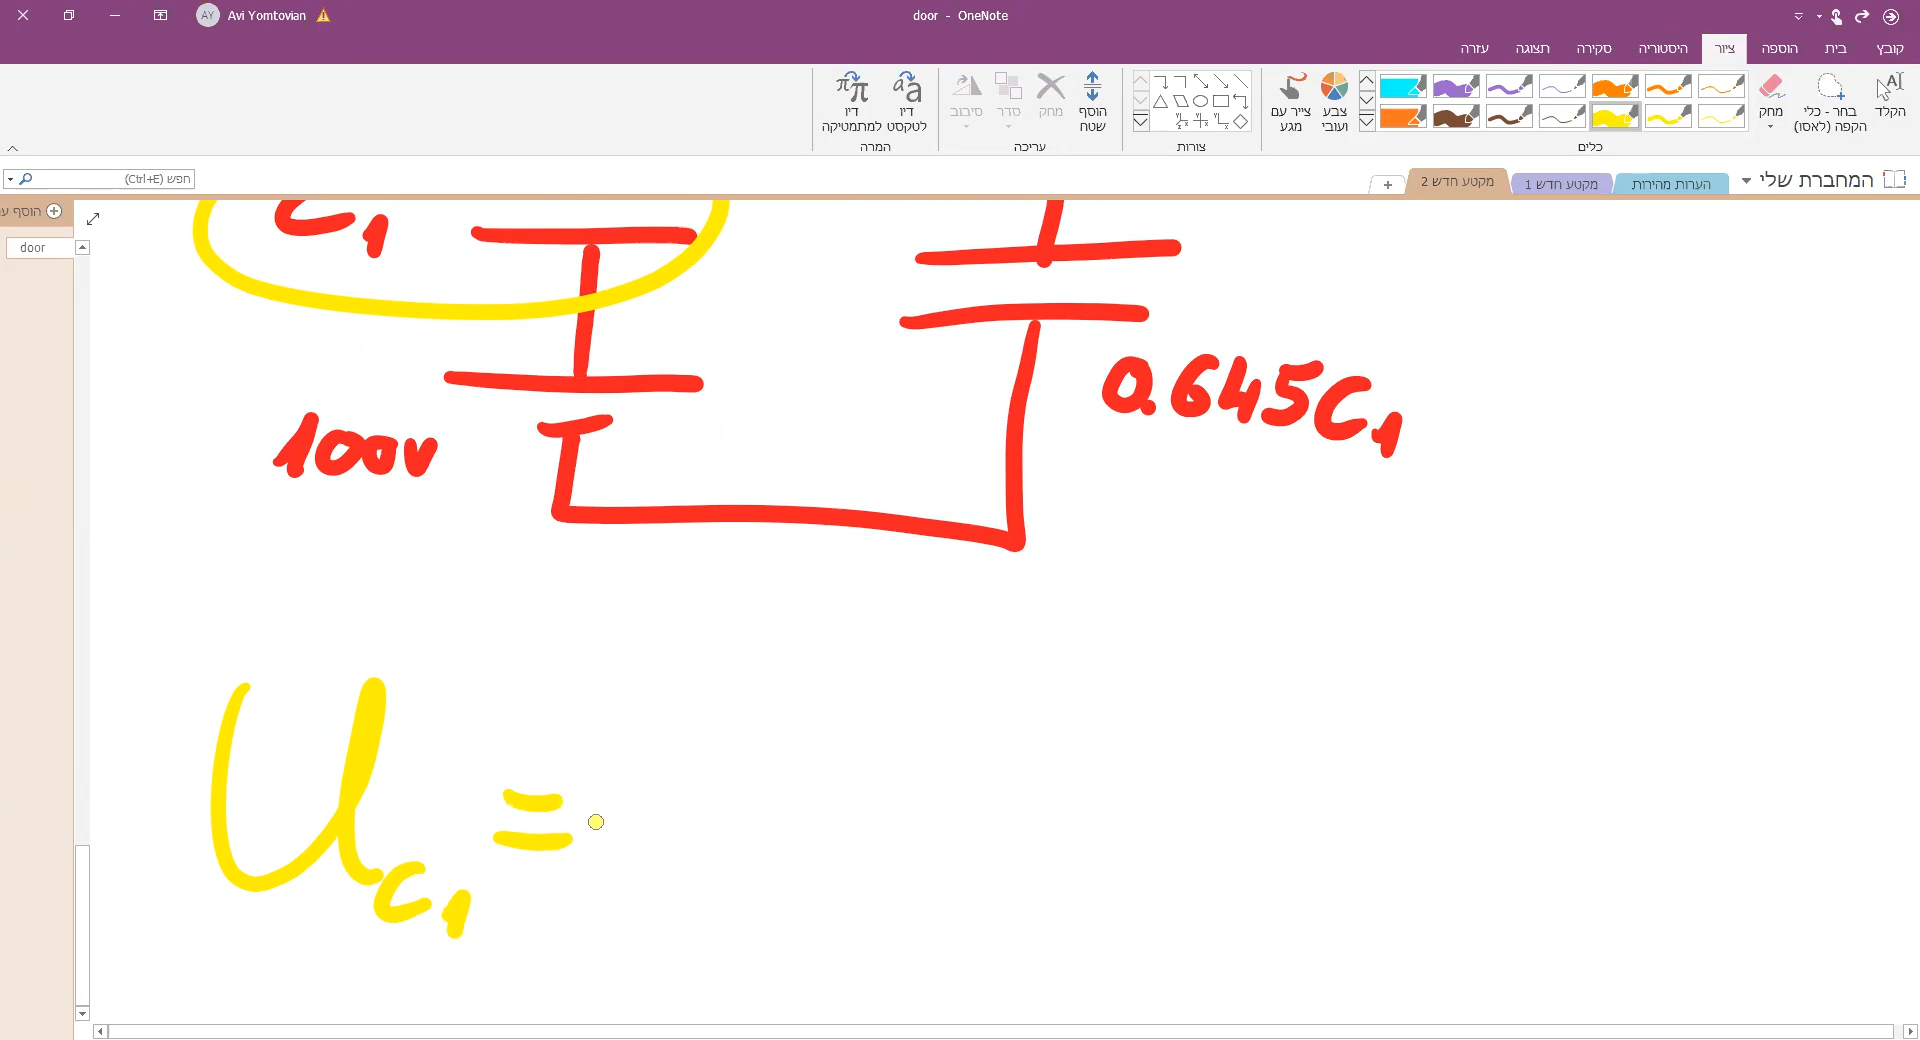 Avi Yomtovian
door - OneNote
קובץ
בית
הוספה
ציור
היסטוריה
סקירה
תצוגה
עזרה
הקלד
בחר - כלי הקפה (לאסו)
מחק
כלים
צבע ועובי
צייר עם מגע
צורות
הוסף שטח
מחק
סדר
סיבוב
עריכה
דיו לטקסט
דיו למתמטיקה
המרה
המחברת שלי
הערות מהירות
מקטע חדש 1
מקטע חדש 2
חפש (Ctrl+E)
הוסף
door
C1
0.645C1
100v
UC1 =